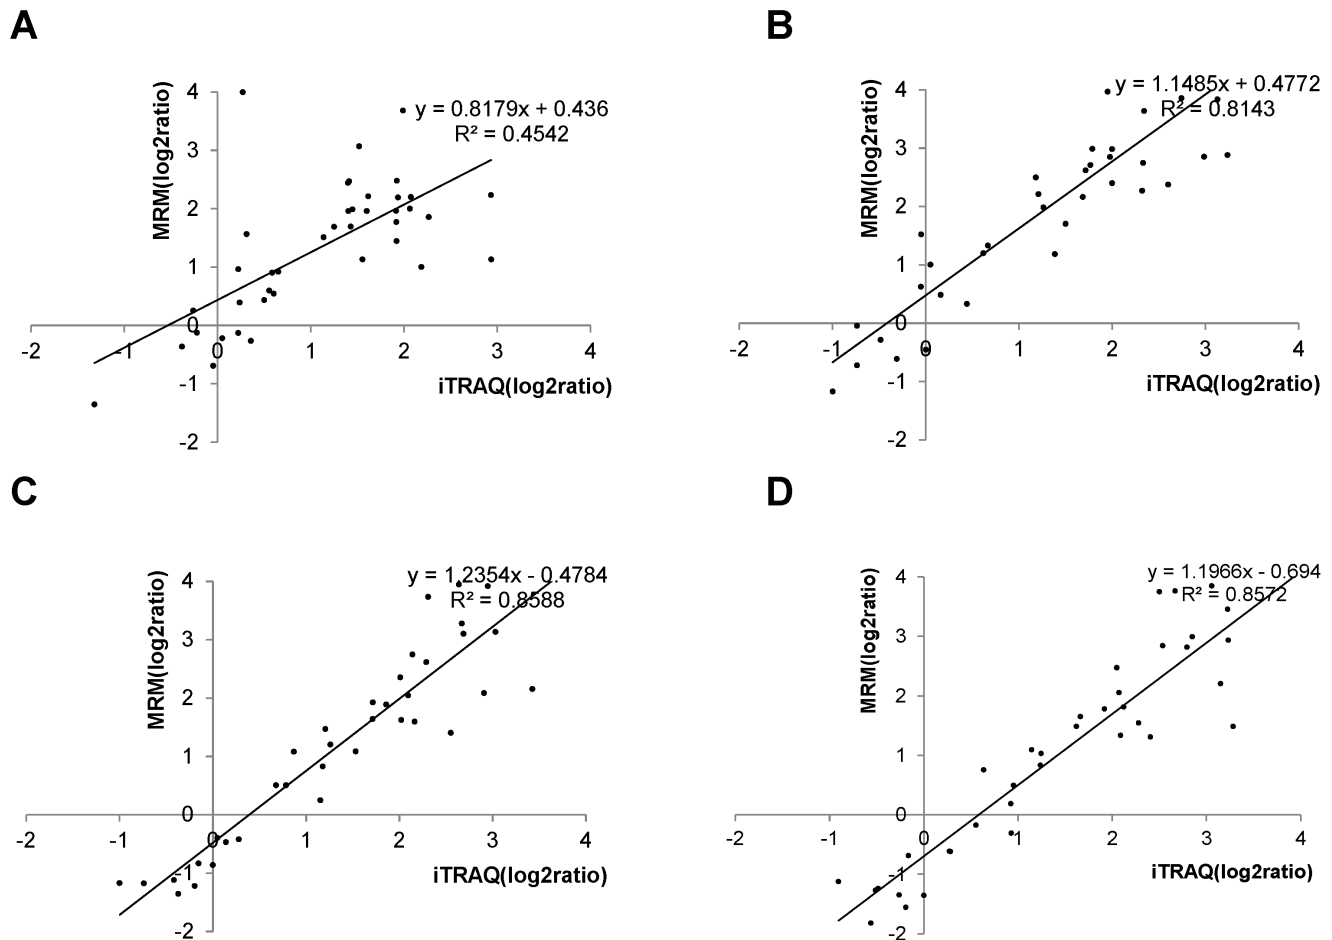 A
MRM(log2ratio)
4
3
2
1
0
-1
-2
-2
-1
0
1
2
3
4
iTRAQ(log2ratio)
y = 0.8179x + 0.436
R² = 0.4542
B
MRM(log2ratio)
4
3
2
1
0
-1
-2
-2
-1
0
1
2
3
4
iTRAQ(log2ratio)
y = 1.1485x + 0.4772
R² = 0.8143
C
MRM(log2ratio)
4
3
2
1
0
-1
-2
-2
-1
0
1
2
3
4
iTRAQ(log2ratio)
y = 1.2354x - 0.4784
R² = 0.8588
D
MRM(log2ratio)
4
3
2
1
0
-1
-2
-2
-1
0
1
2
3
4
iTRAQ(log2ratio)
y = 1.1966x - 0.694
R² = 0.8572